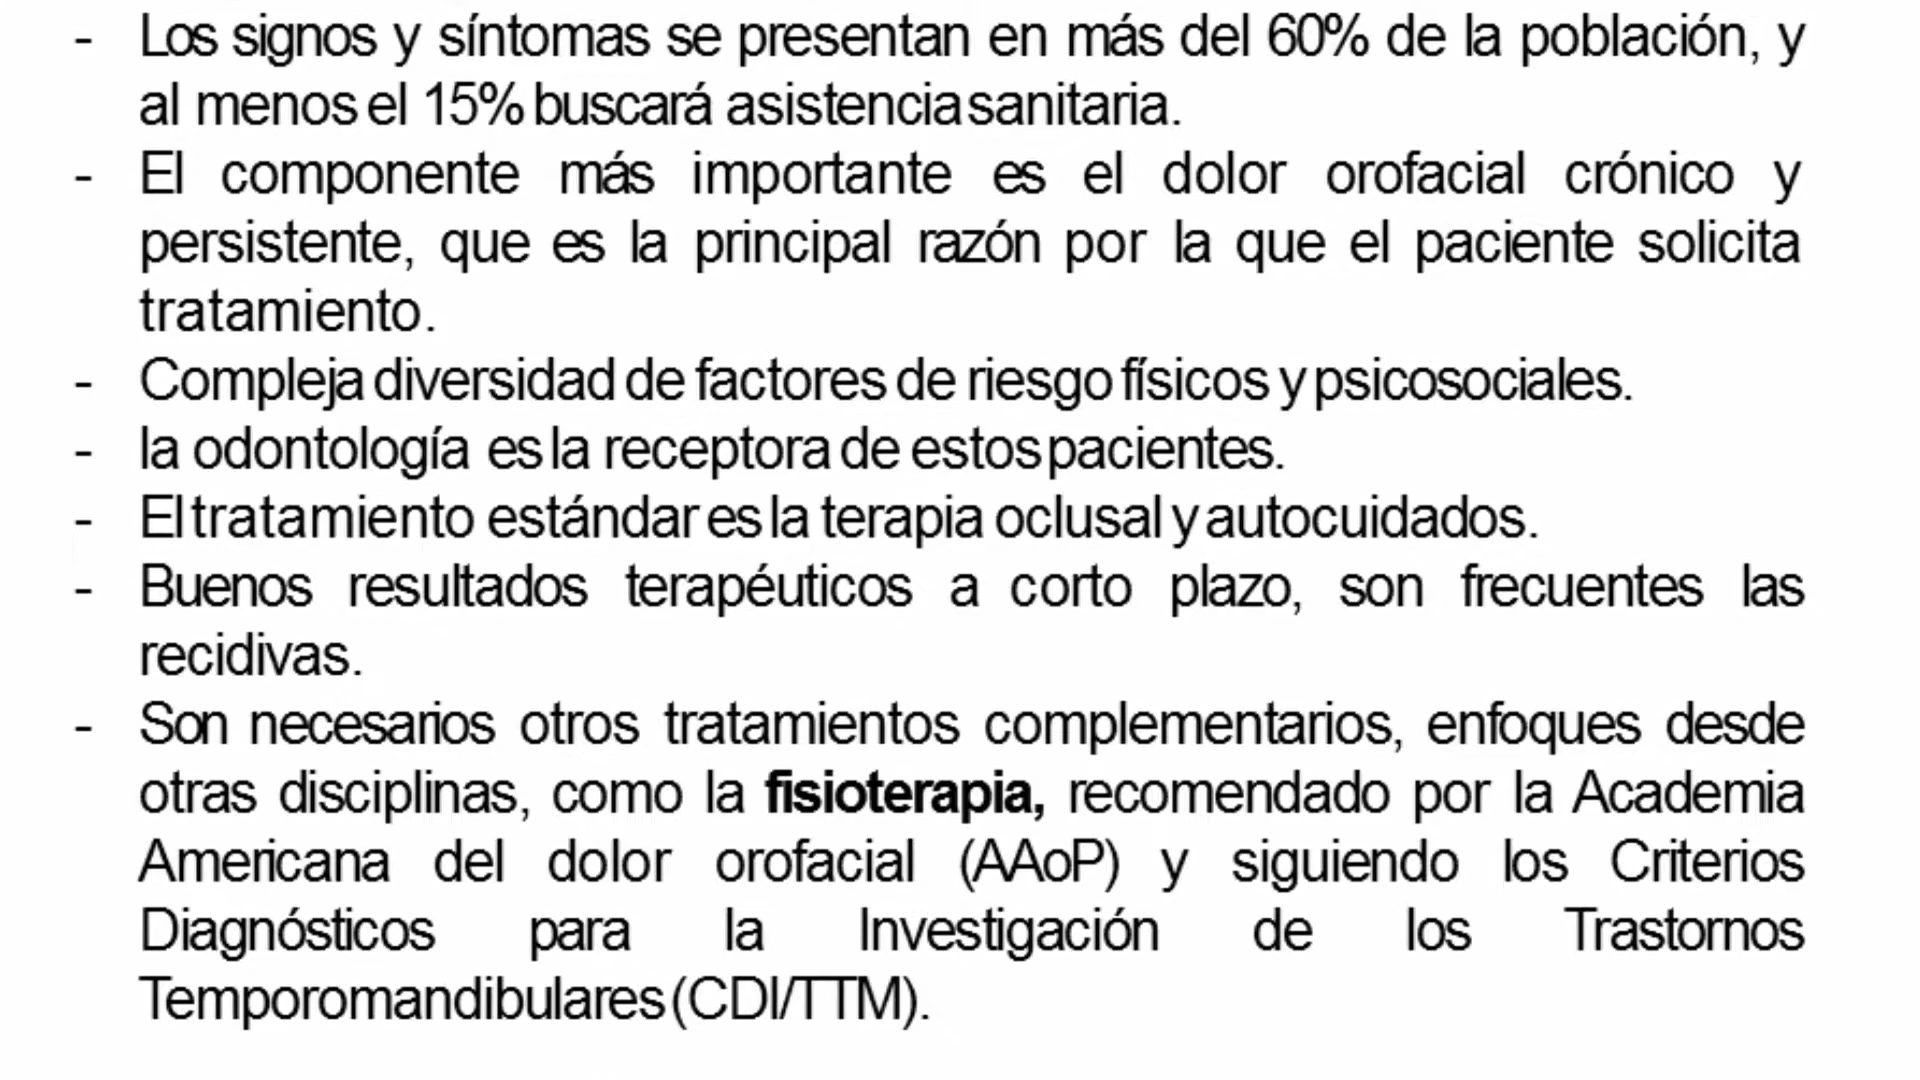 - Los signos y síntomas se presentan en más del 60% de la población, y
al menos el 15% buscará asistencia sanitaria.
- El componente más importante es el dolor orofacial crónico y
persistente, que es la principal razón por la que el paciente solicita
tratamiento.
- Compleja diversidad de factores de riesgo físicos y psicosociales.
- la odontología es la receptora de estos pacientes.
- El tratamiento estándar es la terapia oclusal y autocuidados.
- Buenos resultados terapéuticos a corto plazo, son frecuentes las
recidivas.
- Son necesarios otros tratamientos complementarios, enfoques desde
otras disciplinas, como la fisioterapia, recomendado por la Academia
Americana del dolor orofacial (AAoP) y siguiendo los Criterios
Diagnósticos para la Investigación de los Trastornos
Temporomandibulares (CDI/TTM).